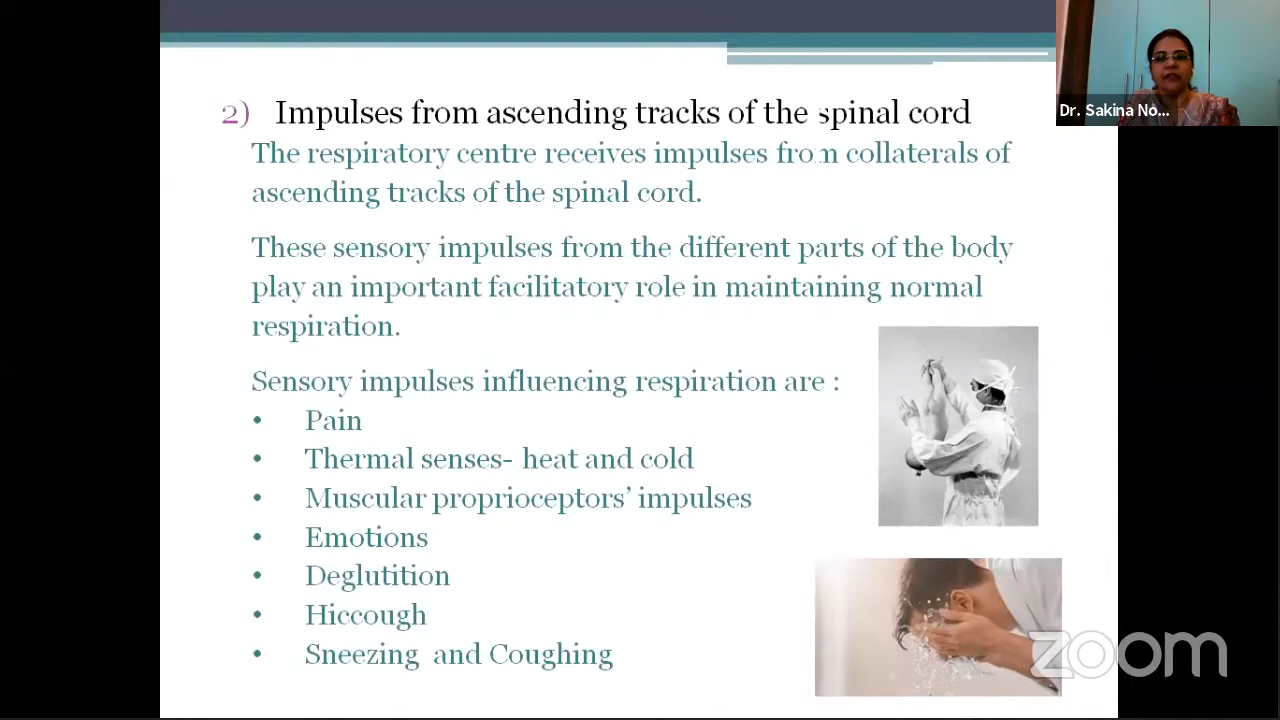 2) Impulses from ascending tracks of the spinal cord
The respiratory centre receives impulses from collaterals of
ascending tracks of the spinal cord.
These sensory impulses from the different parts of the body
play an important facilitatory role in maintaining normal
respiration.
Sensory impulses influencing respiration are :
• Pain
• Thermal senses- heat and cold
• Muscular proprioceptors’ impulses
• Emotions
• Deglutition
• Hiccough
• Sneezing and Coughing
Dr. Sakina No...
zoom